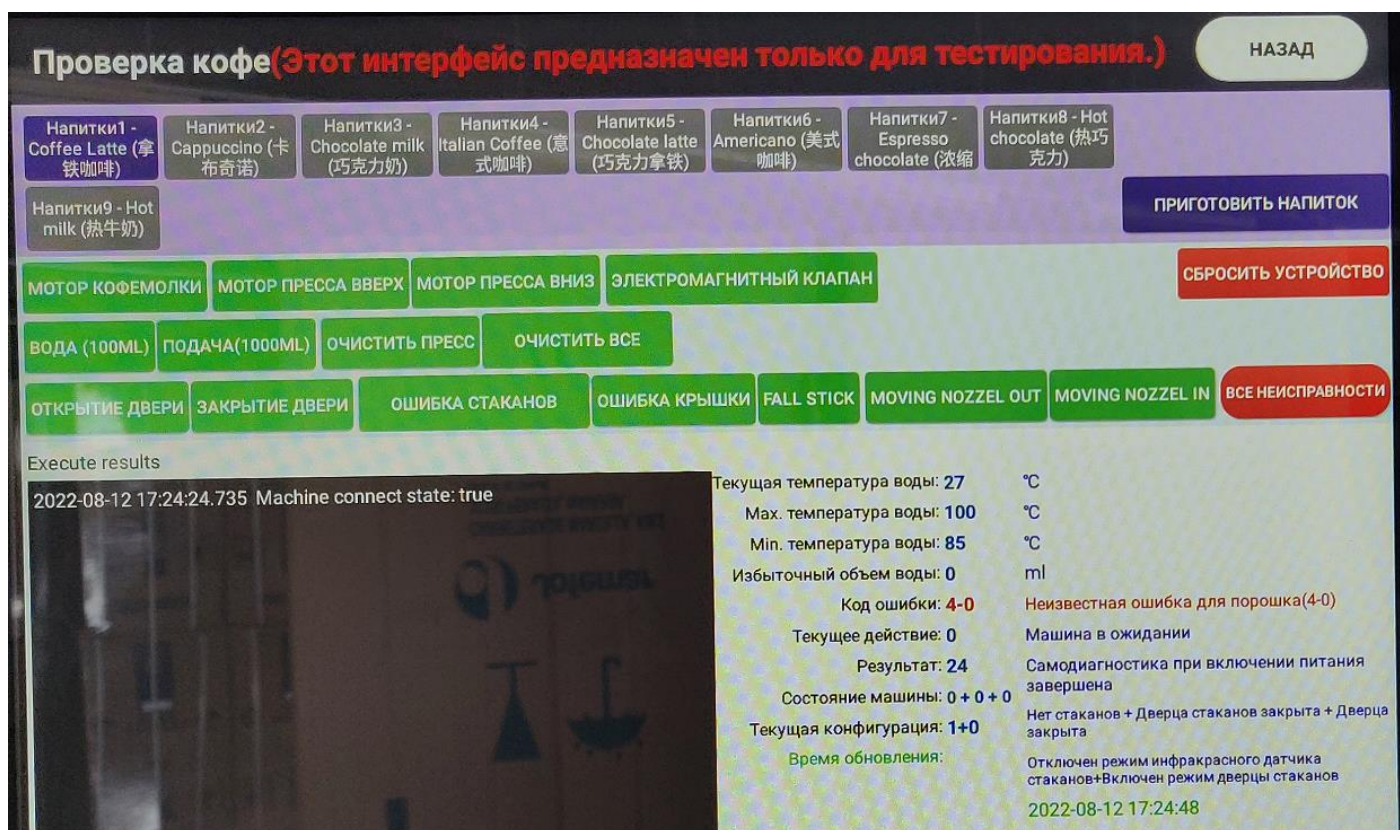 Проверка кофе(Этот интерфейс предназначен только для тестирования.)
НАЗАД
Напитки1 -
Coffee Latte (拿
铁咖啡)
Напитки2 -
Cappuccino (卡
布奇诺)
Напитки3 -
Chocolate milk
(巧克力奶)
Напитки4 -
Italian Coffee (意
式咖啡)
Напитки5 -
Chocolate latte
(巧克力拿铁)
Напитки6 -
Americano (美式
咖啡)
Напитки7 -
Espresso
chocolate (浓缩
Напитки8 - Hot
chocolate (热巧
克力)
Напитки9 - Hot
milk (热牛奶)
ПРИГОТОВИТЬ НАПИТОК
МОТОР КОФЕМОЛКИ
МОТОР ПРЕССА ВВЕРХ
МОТОР ПРЕССА ВНИЗ
ЭЛЕКТРОМАГНИТНЫЙ КЛАПАН
СБРОСИТЬ УСТРОЙСТВО
ВОДА (100ML)
ПОДАЧА(1000ML)
ОЧИСТИТЬ ПРЕСС
ОЧИСТИТЬ ВСЕ
ОТКРЫТИЕ ДВЕРИ
ЗАКРЫТИЕ ДВЕРИ
ОШИБКА СТАКАНОВ
ОШИБКА КРЫШКИ
FALL STICK
MOVING NOZZEL OUT
MOVING NOZZEL IN
ВСЕ НЕИСПРАВНОСТИ
Execute results
2022-08-12 17:24:24.735 Machine connect state: true
Jofemar
Текущая температура воды: 27 °C
Max. температура воды: 100 °C
Min. температура воды: 85 °C
Избыточный объем воды: 0 ml
Код ошибки: 4-0 Неизвестная ошибка для порошка(4-0)
Текущее действие: 0 Машина в ожидании
Результат: 24 Самодиагностика при включении питания
завершена
Состояние машины: 0 + 0 + 0
Нет стаканов + Дверца стаканов закрыта + Дверца
закрыта
Текущая конфигурация: 1+0
Отключен режим инфракрасного датчика
стаканов+Включен режим дверцы стаканов
Время обновления:
2022-08-12 17:24:48